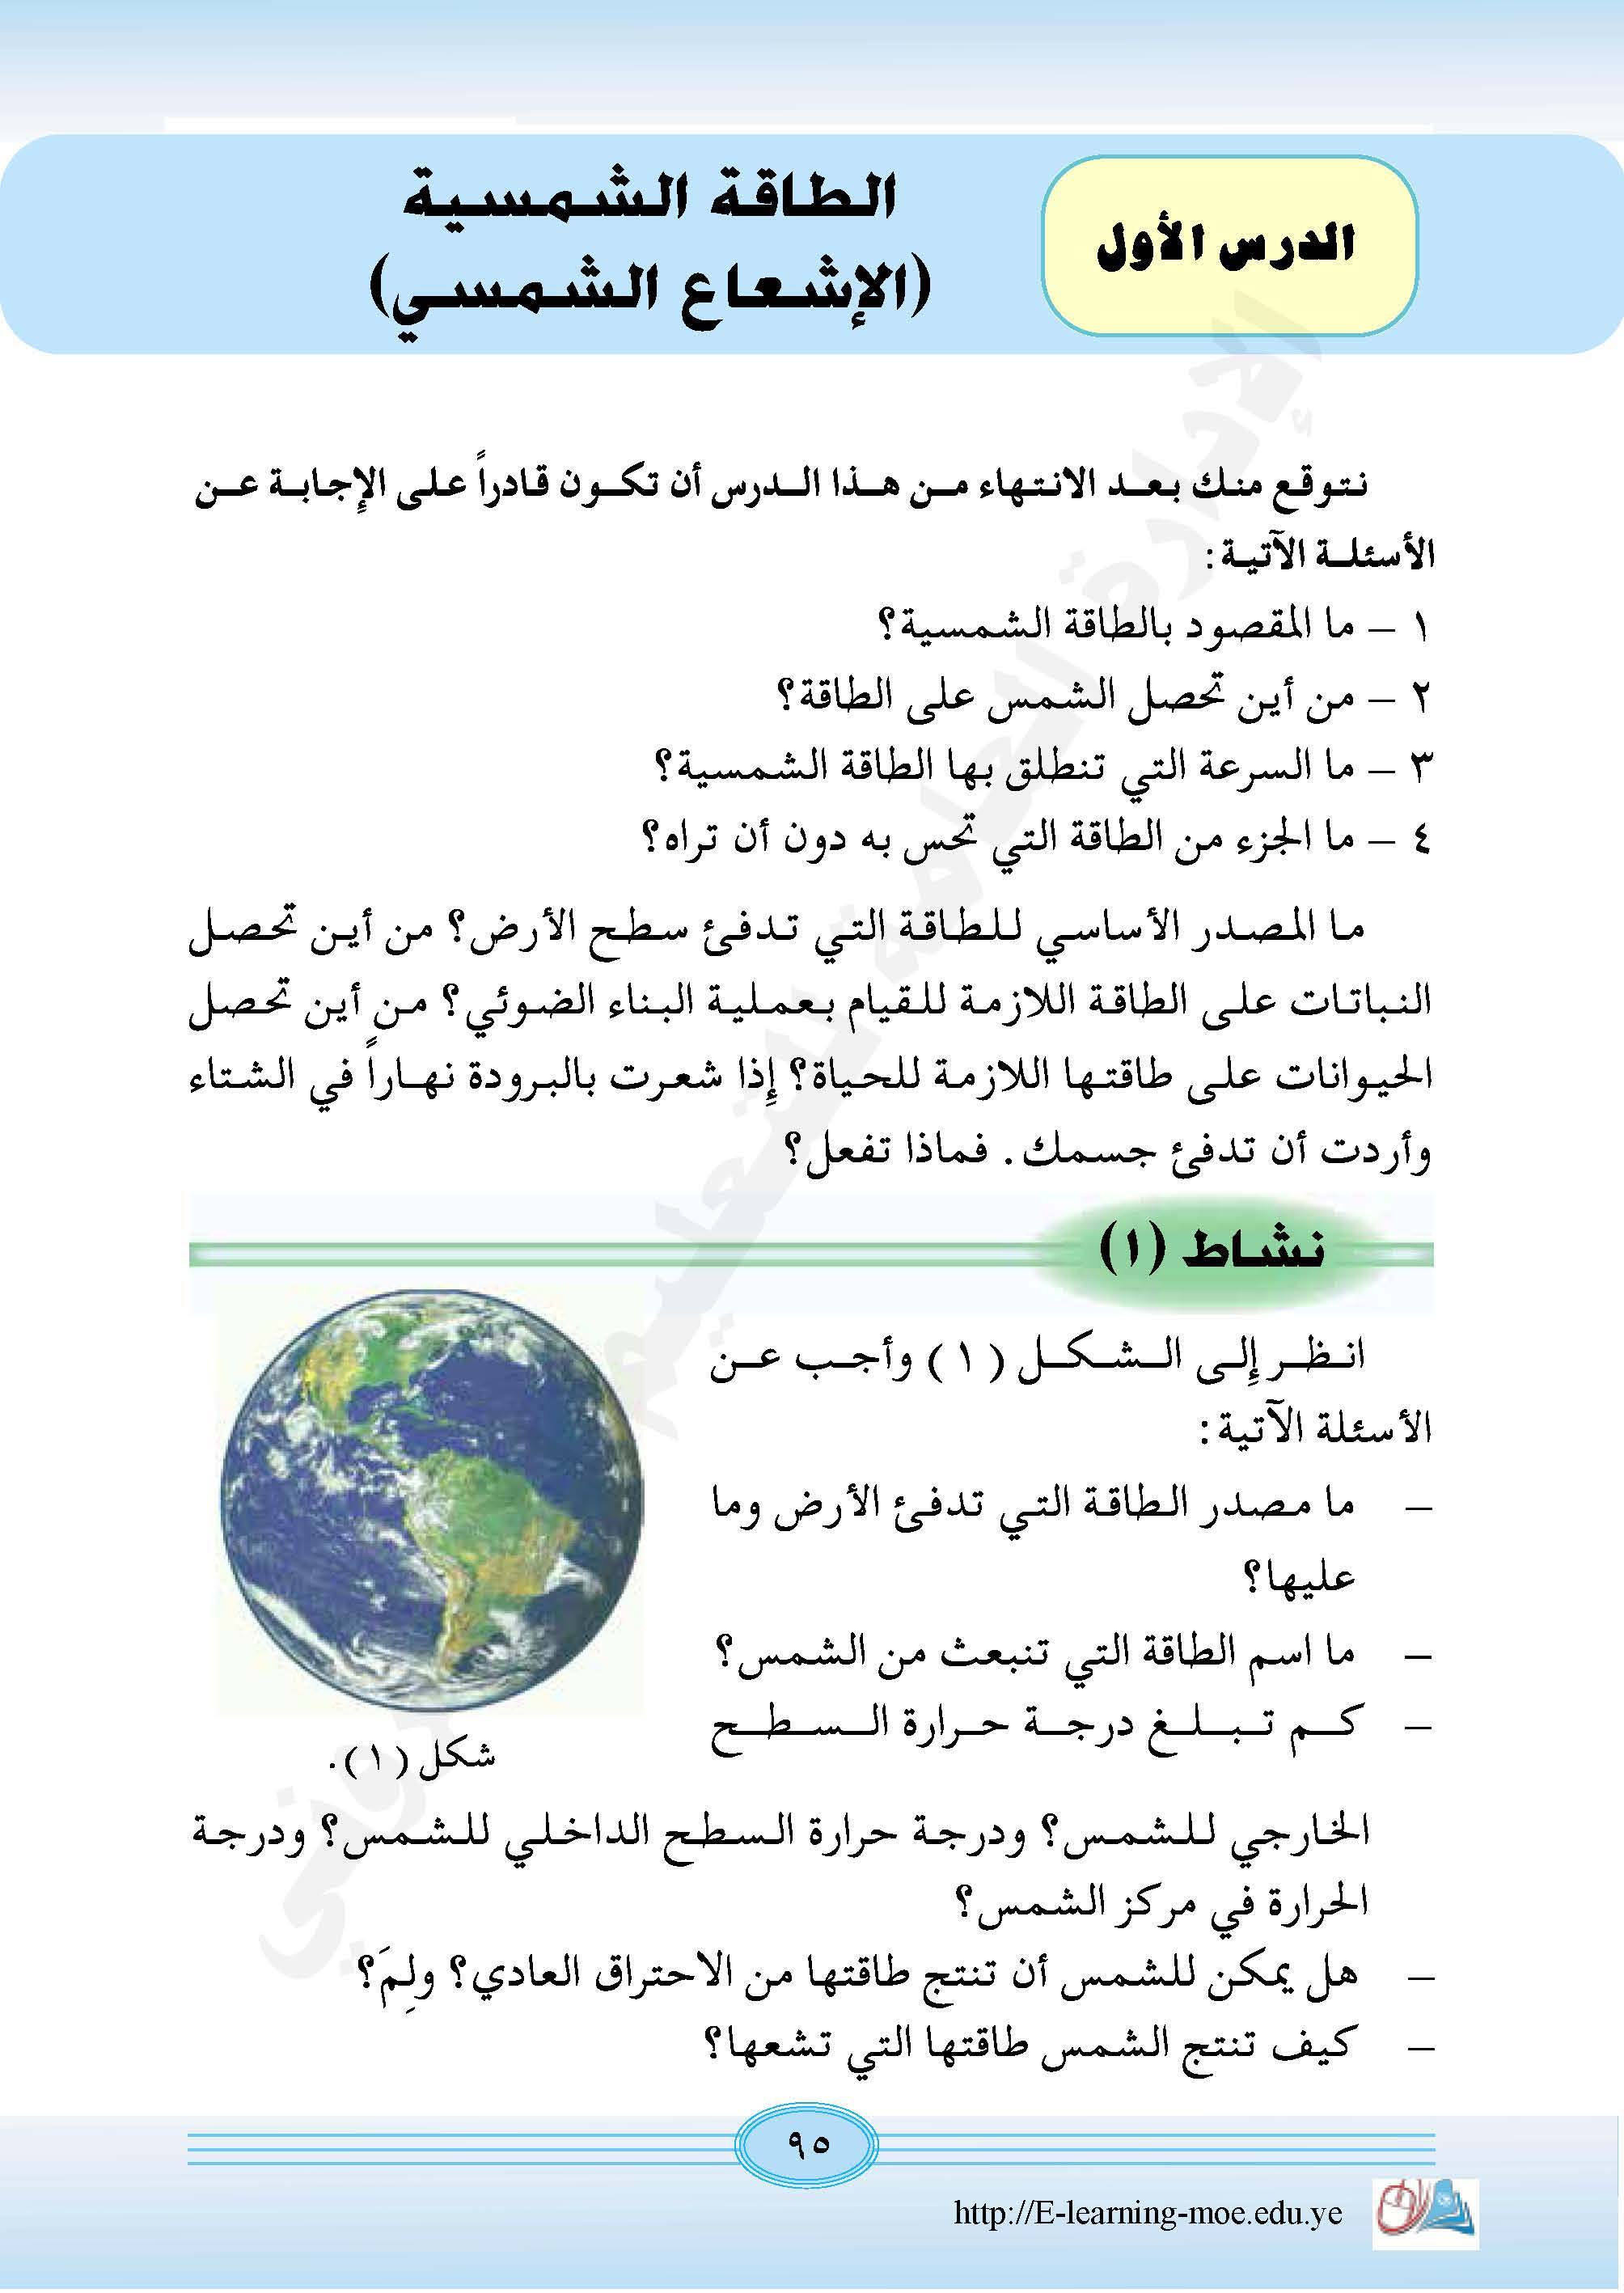 الدرس الأول
الطاقة الشمسية
(الإشعاع الشمسي)
نتوقع منك بعد الانتهاء من هذا الدرس أن تكون قادراً على الإجابة عن
الأسئلة الآتية:
١ – ما المقصود بالطاقة الشمسية؟
٢ – من أين تحصل الشمس على الطاقة؟
٣ – ما السرعة التي تنطلق بها الطاقة الشمسية؟
٤ – ما الجزء من الطاقة التي تحس به دون أن تراه؟
ما المصدر الأساسي للطاقة التي تدفئ سطح الأرض؟ من أين تحصل
النباتات على الطاقة اللازمة للقيام بعملية البناء الضوئي؟ من أين تحصل
الحيوانات على طاقتها اللازمة للحياة؟ إِذا شعرت بالبرودة نهاراً في الشتاء
وأردت أن تدفئ جسمك. فماذا تفعل؟
نشاط (١)
انظر إِلى الشكل (١) وأجب عن
الأسئلة الآتية:
– ما مصدر الطاقة التي تدفئ الأرض وما
عليها؟
– ما اسم الطاقة التي تنبعث من الشمس؟
– كم تبلغ درجة حرارة السطح
شكل (١).
الخارجي للشمس؟ ودرجة حرارة السطح الداخلي للشمس؟ ودرجة
الحرارة في مركز الشمس؟
– هل يمكن للشمس أن تنتج طاقتها من الاحتراق العادي؟ ولِمَ؟
– كيف تنتج الشمس طاقتها التي تشعها؟
٩٥
http://E-learning-moe.edu.ye